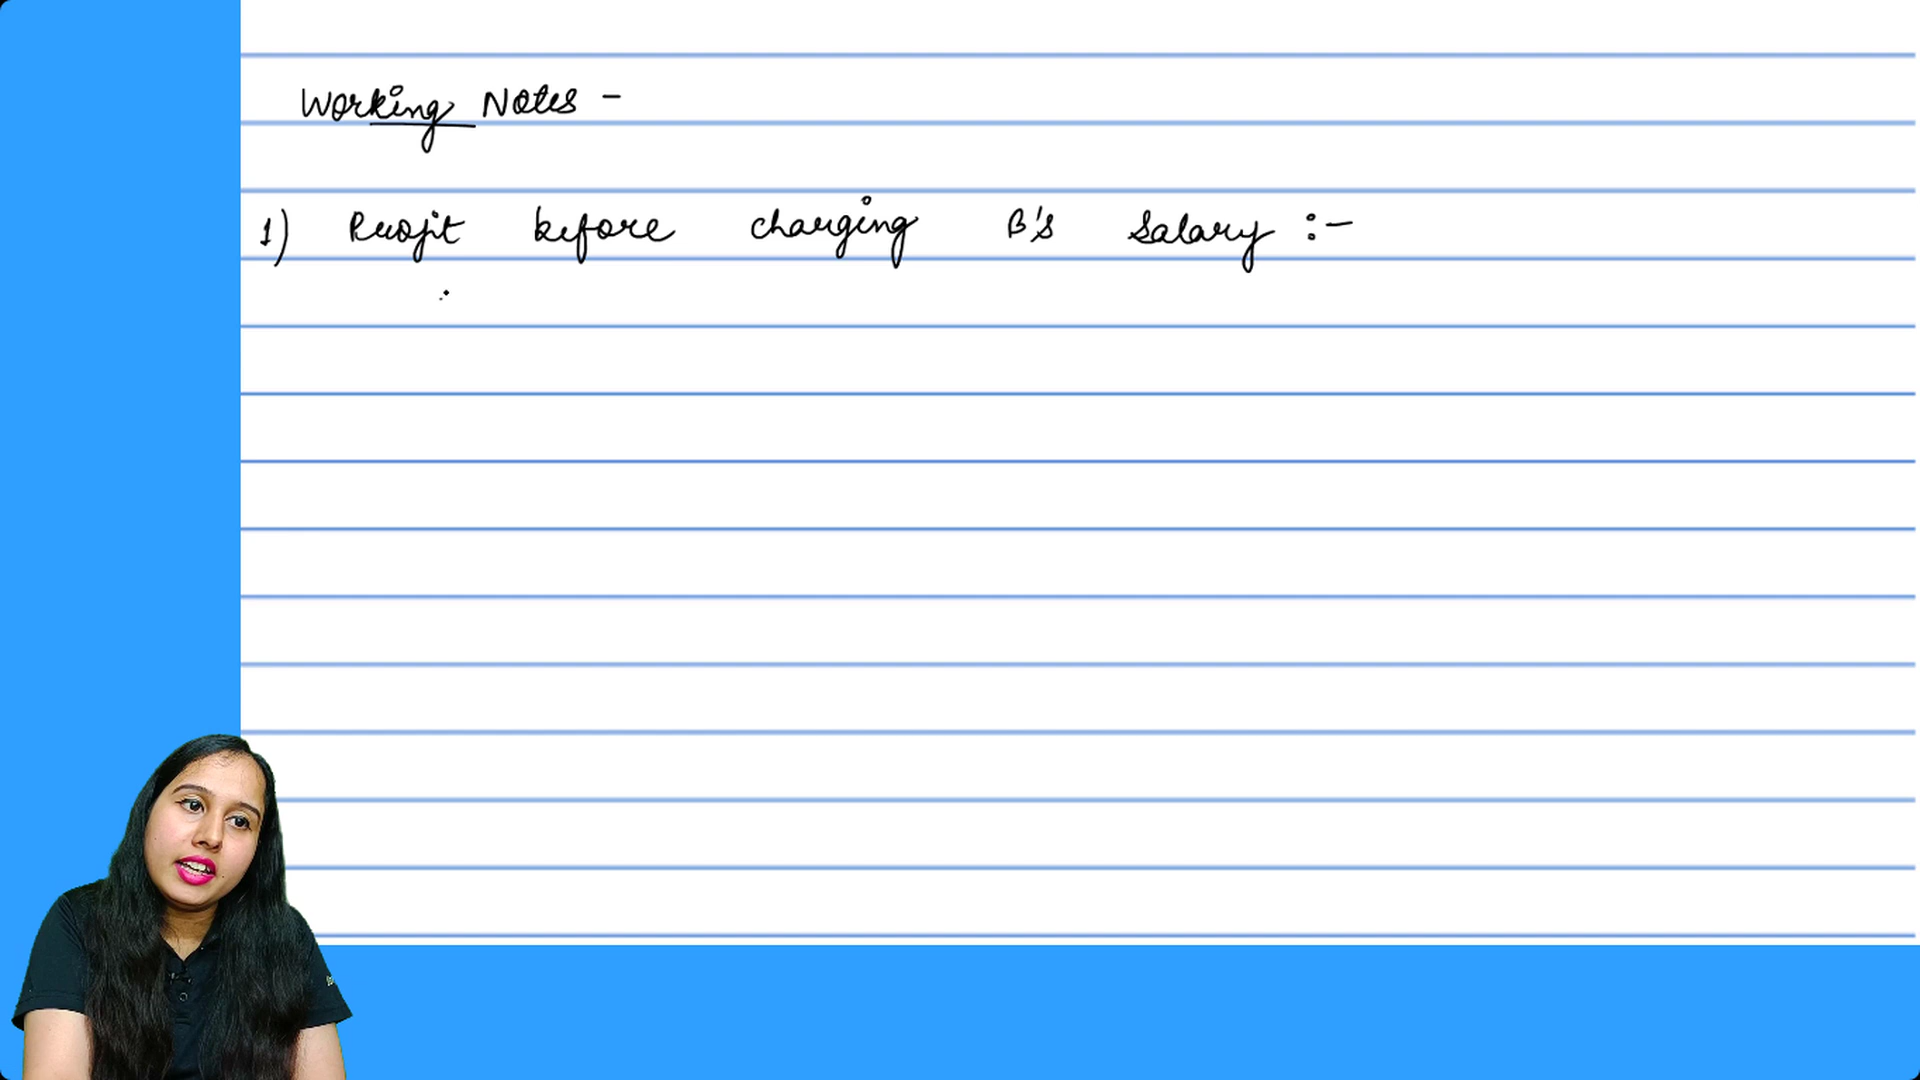 Working Notes -
1) Profit before charging B's Salary :-